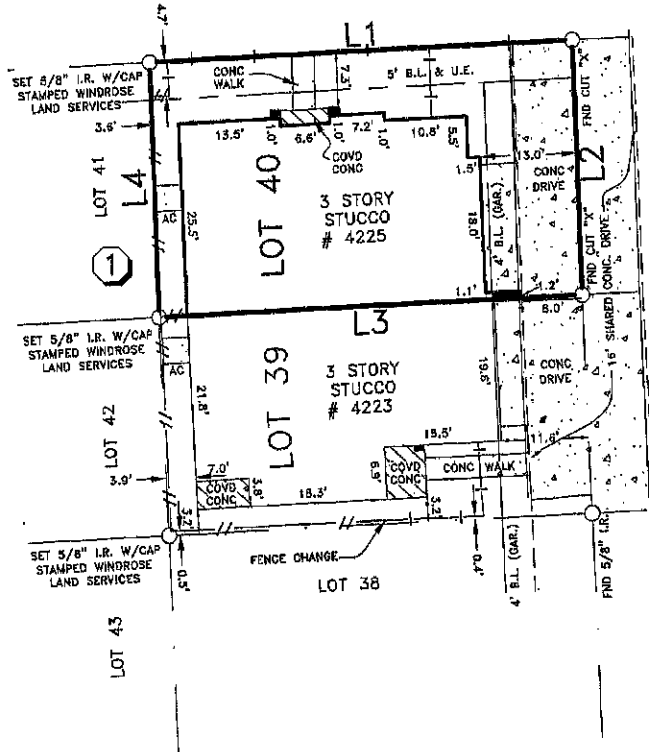 4.7'
L1
SET 5/8" I.R. W/CAP
STAMPED WINDROSE
LAND SERVICES
CONC
WALK
7.3'
5' B.L. & U.E.
FND CUT "X"
3.6'
13.5'
1.0'
6.6'
1.0'
7.2'
1.0'
10.8'
5.5'
COVD
CONC
1.5'
13.0'
CONC
DRIVE
L2
LOT 41
L4
LOT 40
3 STORY
STUCCO
# 4225
18.0'
4' B.L. (GAR.)
AC
25.5'
1
1.1'
1.2'
FND CUT "X"
16' SHARED CONC. DRIVE
8.0'
L3
SET 5/8" I.R. W/CAP
STAMPED WINDROSE
LAND SERVICES
AC
21.8'
LOT 39
3 STORY
STUCCO
# 4223
19.6'
CONC
DRIVE
LOT 42
15.5'
11.6'
3.9'
7.0'
COVD
CONC
3.8'
18.3'
6.9'
COVD
CONC
CONC WALK
3.2'
3.2'
SET 5/8" I.R. W/CAP
STAMPED WINDROSE
LAND SERVICES
0.5'
FENCE CHANGE
0.4'
4' B.L. (GAR.)
FND 5/8" I.R.
LOT 38
LOT 43